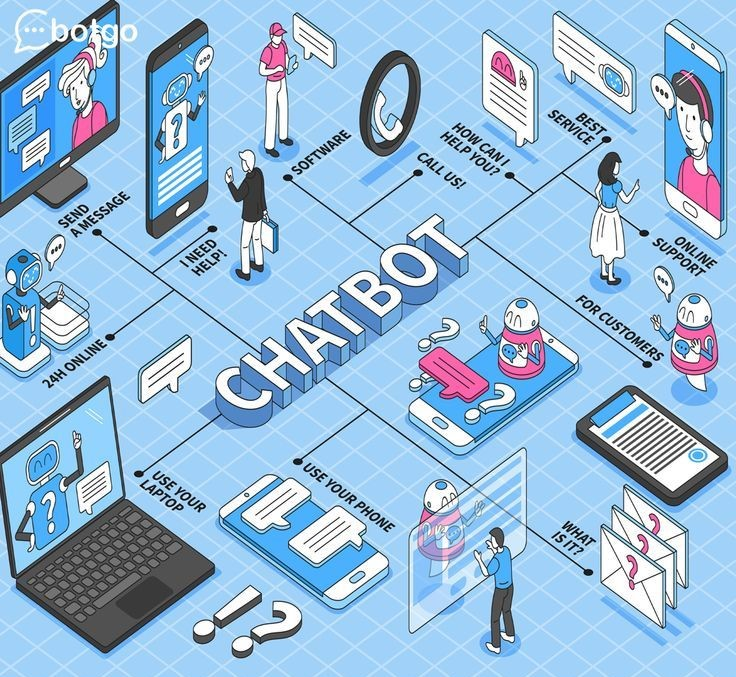 botgo
SOFTWARE
HOW CAN I
HELP YOU?
CALL US!
BEST
SERVICE
SEND
A MESSAGE
I NEED
HELP!
ONLINE
SUPPORT
CHATBOT
24H ONLINE
FOR CUSTOMERS
USE YOUR
LAPTOP
USE YOUR PHONE
WHAT
IS IT?
?
?
?
?
?
?
?
?
!?